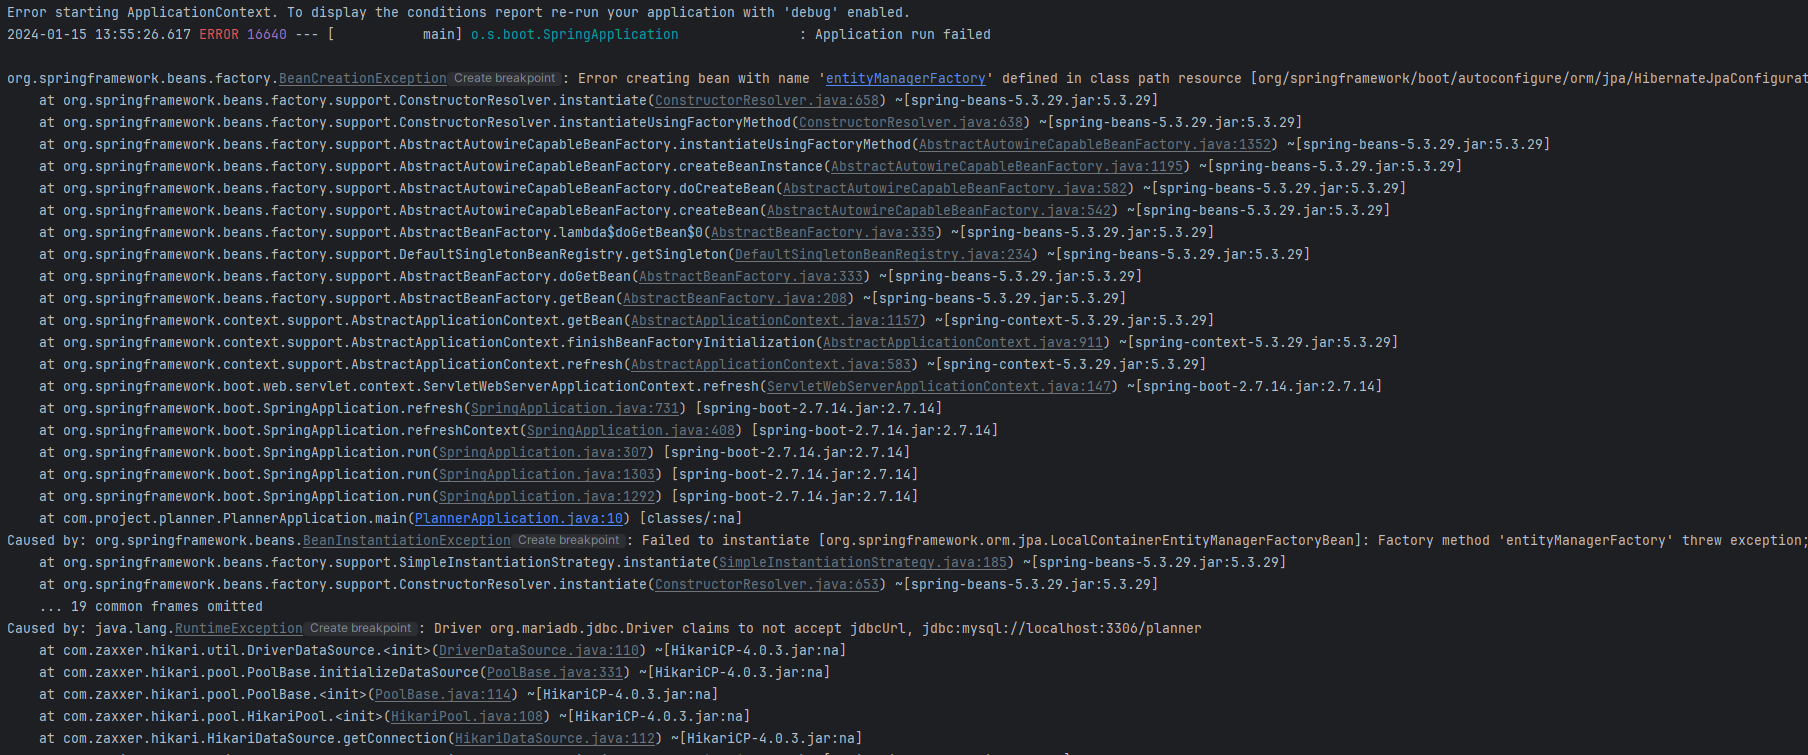 Error starting ApplicationContext. To display the conditions report re-run your application with 'debug' enabled.
2024-01-15 13:55:26.617 ERROR 16640 --- [           main] o.s.boot.SpringApplication               : Application run failed
org.springframework.beans.factory.BeanCreationException Create breakpoint : Error creating bean with name 'entityManagerFactory' defined in class path resource [org/springframework/boot/autoconfigure/orm/jpa/HibernateJpaConfigurat
    at org.springframework.beans.factory.support.ConstructorResolver.instantiate(ConstructorResolver.java:658) ~[spring-beans-5.3.29.jar:5.3.29]
    at org.springframework.beans.factory.support.ConstructorResolver.instantiateUsingFactoryMethod(ConstructorResolver.java:638) ~[spring-beans-5.3.29.jar:5.3.29]
    at org.springframework.beans.factory.support.AbstractAutowireCapableBeanFactory.instantiateUsingFactoryMethod(AbstractAutowireCapableBeanFactory.java:1352) ~[spring-beans-5.3.29.jar:5.3.29]
    at org.springframework.beans.factory.support.AbstractAutowireCapableBeanFactory.createBeanInstance(AbstractAutowireCapableBeanFactory.java:1195) ~[spring-beans-5.3.29.jar:5.3.29]
    at org.springframework.beans.factory.support.AbstractAutowireCapableBeanFactory.doCreateBean(AbstractAutowireCapableBeanFactory.java:582) ~[spring-beans-5.3.29.jar:5.3.29]
    at org.springframework.beans.factory.support.AbstractAutowireCapableBeanFactory.createBean(AbstractAutowireCapableBeanFactory.java:542) ~[spring-beans-5.3.29.jar:5.3.29]
    at org.springframework.beans.factory.support.AbstractBeanFactory.lambda$doGetBean$0(AbstractBeanFactory.java:335) ~[spring-beans-5.3.29.jar:5.3.29]
    at org.springframework.beans.factory.support.DefaultSingletonBeanRegistry.getSingleton(DefaultSingletonBeanRegistry.java:234) ~[spring-beans-5.3.29.jar:5.3.29]
    at org.springframework.beans.factory.support.AbstractBeanFactory.doGetBean(AbstractBeanFactory.java:333) ~[spring-beans-5.3.29.jar:5.3.29]
    at org.springframework.beans.factory.support.AbstractBeanFactory.getBean(AbstractBeanFactory.java:208) ~[spring-beans-5.3.29.jar:5.3.29]
    at org.springframework.context.support.AbstractApplicationContext.getBean(AbstractApplicationContext.java:1157) ~[spring-context-5.3.29.jar:5.3.29]
    at org.springframework.context.support.AbstractApplicationContext.finishBeanFactoryInitialization(AbstractApplicationContext.java:911) ~[spring-context-5.3.29.jar:5.3.29]
    at org.springframework.context.support.AbstractApplicationContext.refresh(AbstractApplicationContext.java:583) ~[spring-context-5.3.29.jar:5.3.29]
    at org.springframework.boot.web.servlet.context.ServletWebServerApplicationContext.refresh(ServletWebServerApplicationContext.java:147) ~[spring-boot-2.7.14.jar:2.7.14]
    at org.springframework.boot.SpringApplication.refresh(SpringApplication.java:731) [spring-boot-2.7.14.jar:2.7.14]
    at org.springframework.boot.SpringApplication.refreshContext(SpringApplication.java:408) [spring-boot-2.7.14.jar:2.7.14]
    at org.springframework.boot.SpringApplication.run(SpringApplication.java:307) [spring-boot-2.7.14.jar:2.7.14]
    at org.springframework.boot.SpringApplication.run(SpringApplication.java:1303) [spring-boot-2.7.14.jar:2.7.14]
    at org.springframework.boot.SpringApplication.run(SpringApplication.java:1292) [spring-boot-2.7.14.jar:2.7.14]
    at com.project.planner.PlannerApplication.main(PlannerApplication.java:10) [classes/:na]
Caused by: org.springframework.beans.BeanInstantiationException Create breakpoint : Failed to instantiate [org.springframework.orm.jpa.LocalContainerEntityManagerFactoryBean]: Factory method 'entityManagerFactory' threw exception;
    at org.springframework.beans.factory.support.SimpleInstantiationStrategy.instantiate(SimpleInstantiationStrategy.java:185) ~[spring-beans-5.3.29.jar:5.3.29]
    at org.springframework.beans.factory.support.ConstructorResolver.instantiate(ConstructorResolver.java:653) ~[spring-beans-5.3.29.jar:5.3.29]
    ... 19 common frames omitted
Caused by: java.lang.RuntimeException Create breakpoint : Driver org.mariadb.jdbc.Driver claims to not accept jdbcUrl, jdbc:mysql://localhost:3306/planner
    at com.zaxxer.hikari.util.DriverDataSource.<init>(DriverDataSource.java:110) ~[HikariCP-4.0.3.jar:na]
    at com.zaxxer.hikari.pool.PoolBase.initializeDataSource(PoolBase.java:331) ~[HikariCP-4.0.3.jar:na]
    at com.zaxxer.hikari.pool.PoolBase.<init>(PoolBase.java:114) ~[HikariCP-4.0.3.jar:na]
    at com.zaxxer.hikari.pool.HikariPool.<init>(HikariPool.java:108) ~[HikariCP-4.0.3.jar:na]
    at com.zaxxer.hikari.HikariDataSource.getConnection(HikariDataSource.java:112) ~[HikariCP-4.0.3.jar:na]